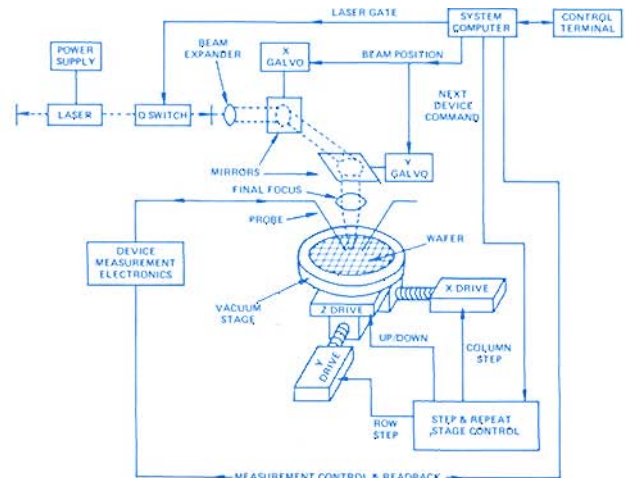 LASER GATE
SYSTEM
COMPUTER
CONTROL
TERMINAL
POWER
SUPPLY
BEAM
EXPANDER
X
GALVO
BEAM POSITION
NEXT
DEVICE
COMMAND
LASER
Q SWITCH
MIRRORS
Y
GALVO
FINAL FOCUS
PROBE
WAFER
DEVICE
MEASUREMENT
ELECTRONICS
VACUUM
STAGE
X DRIVE
Z DRIVE
UP/DOWN
COLUMN
STEP
Y
DRIVE
ROW
STEP
STEP & REPEAT
STAGE CONTROL
MEASUREMENT CONTROL & READBACK